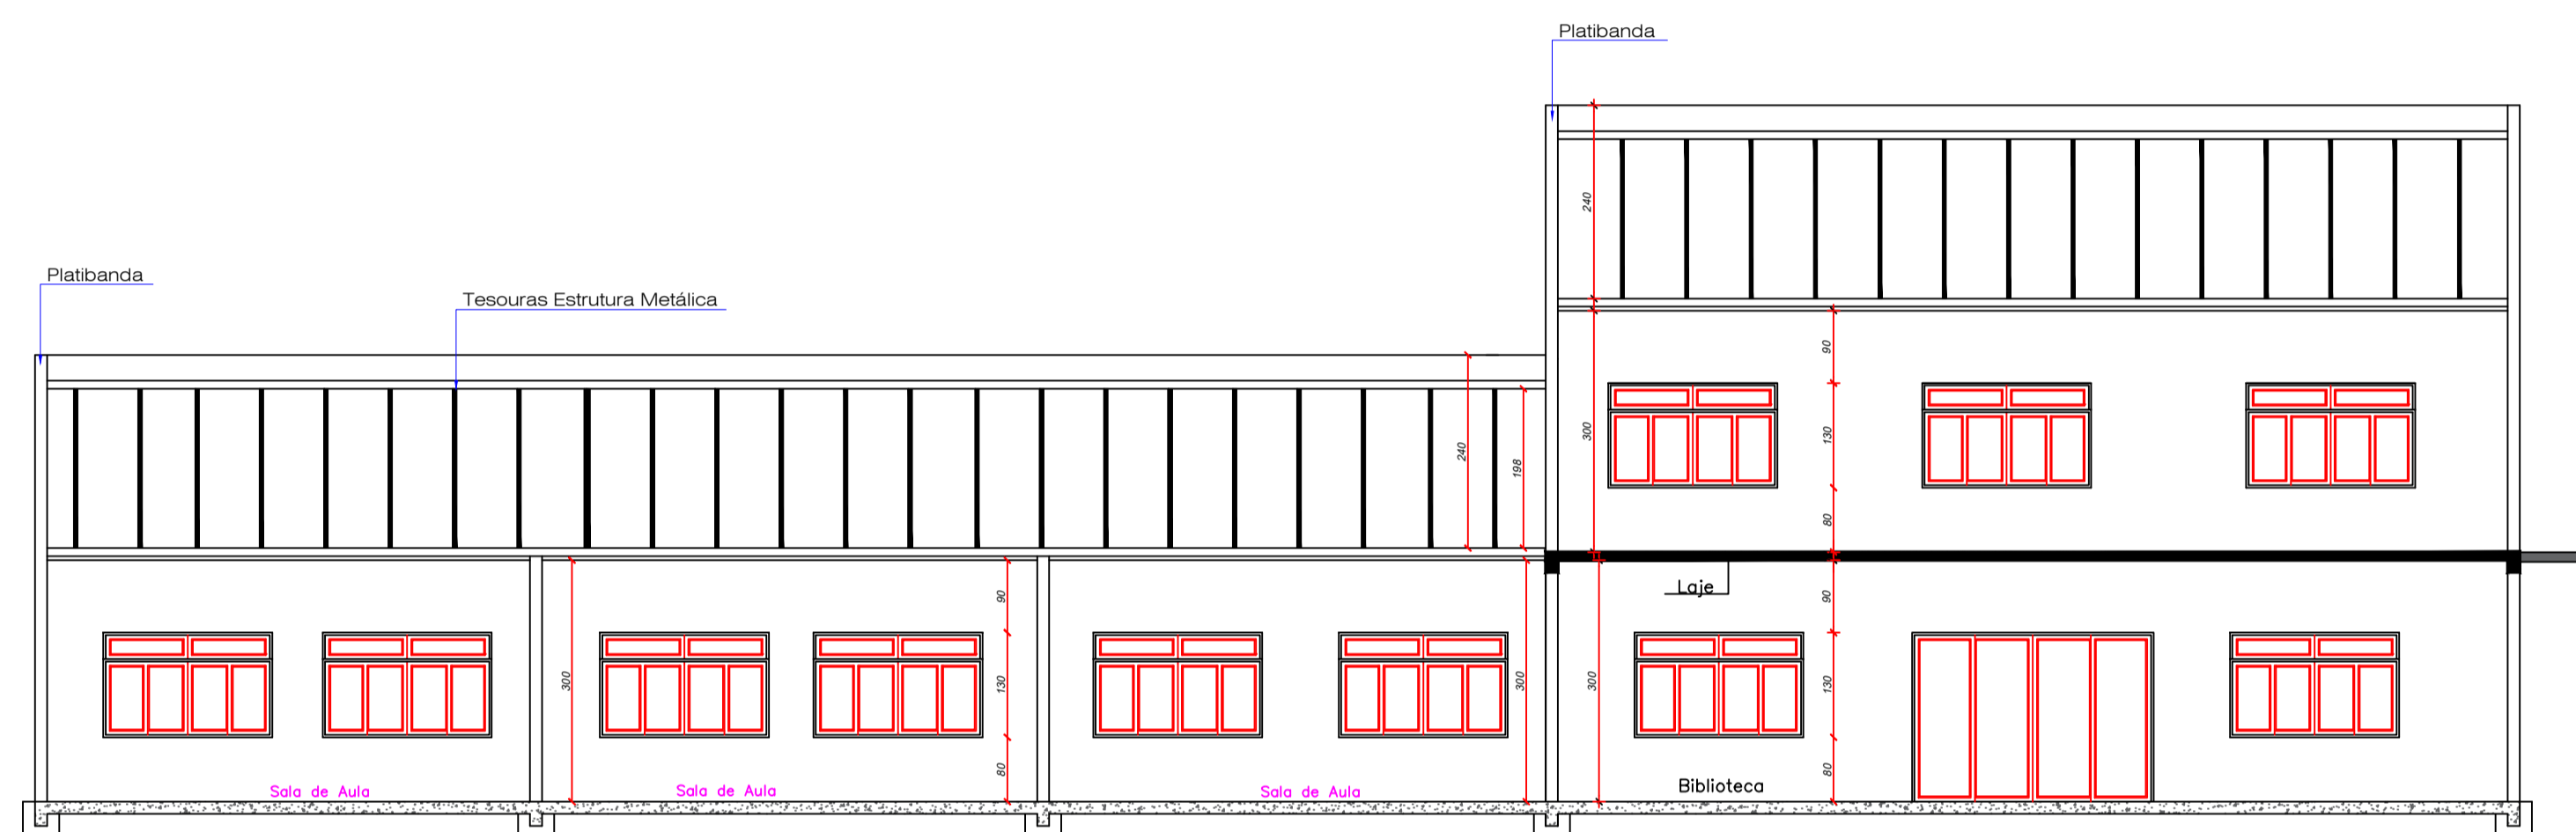 Platibanda
Platibanda
Tesouras Estrutura Metálica
240
300
90
130
80
240
198
Laje
300
90
130
80
300
300
90
130
80
Sala de Aula
Sala de Aula
Sala de Aula
Biblioteca